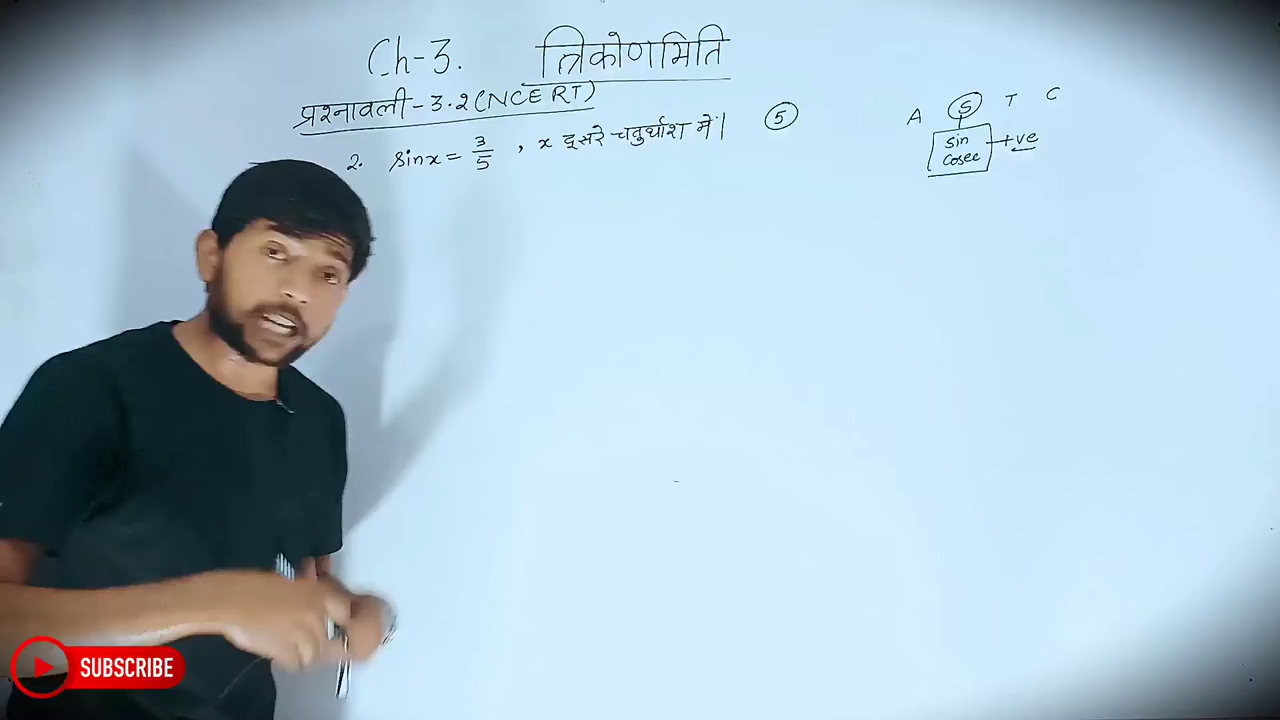 Ch-3. त्रिकोणमिति
प्रश्नावली-3.2(NCERT)
2. sinx = 3/5 , x दूसरे चतुर्थांश में। 5
A S T C
sin +ve
Cosec
SUBSCRIBE